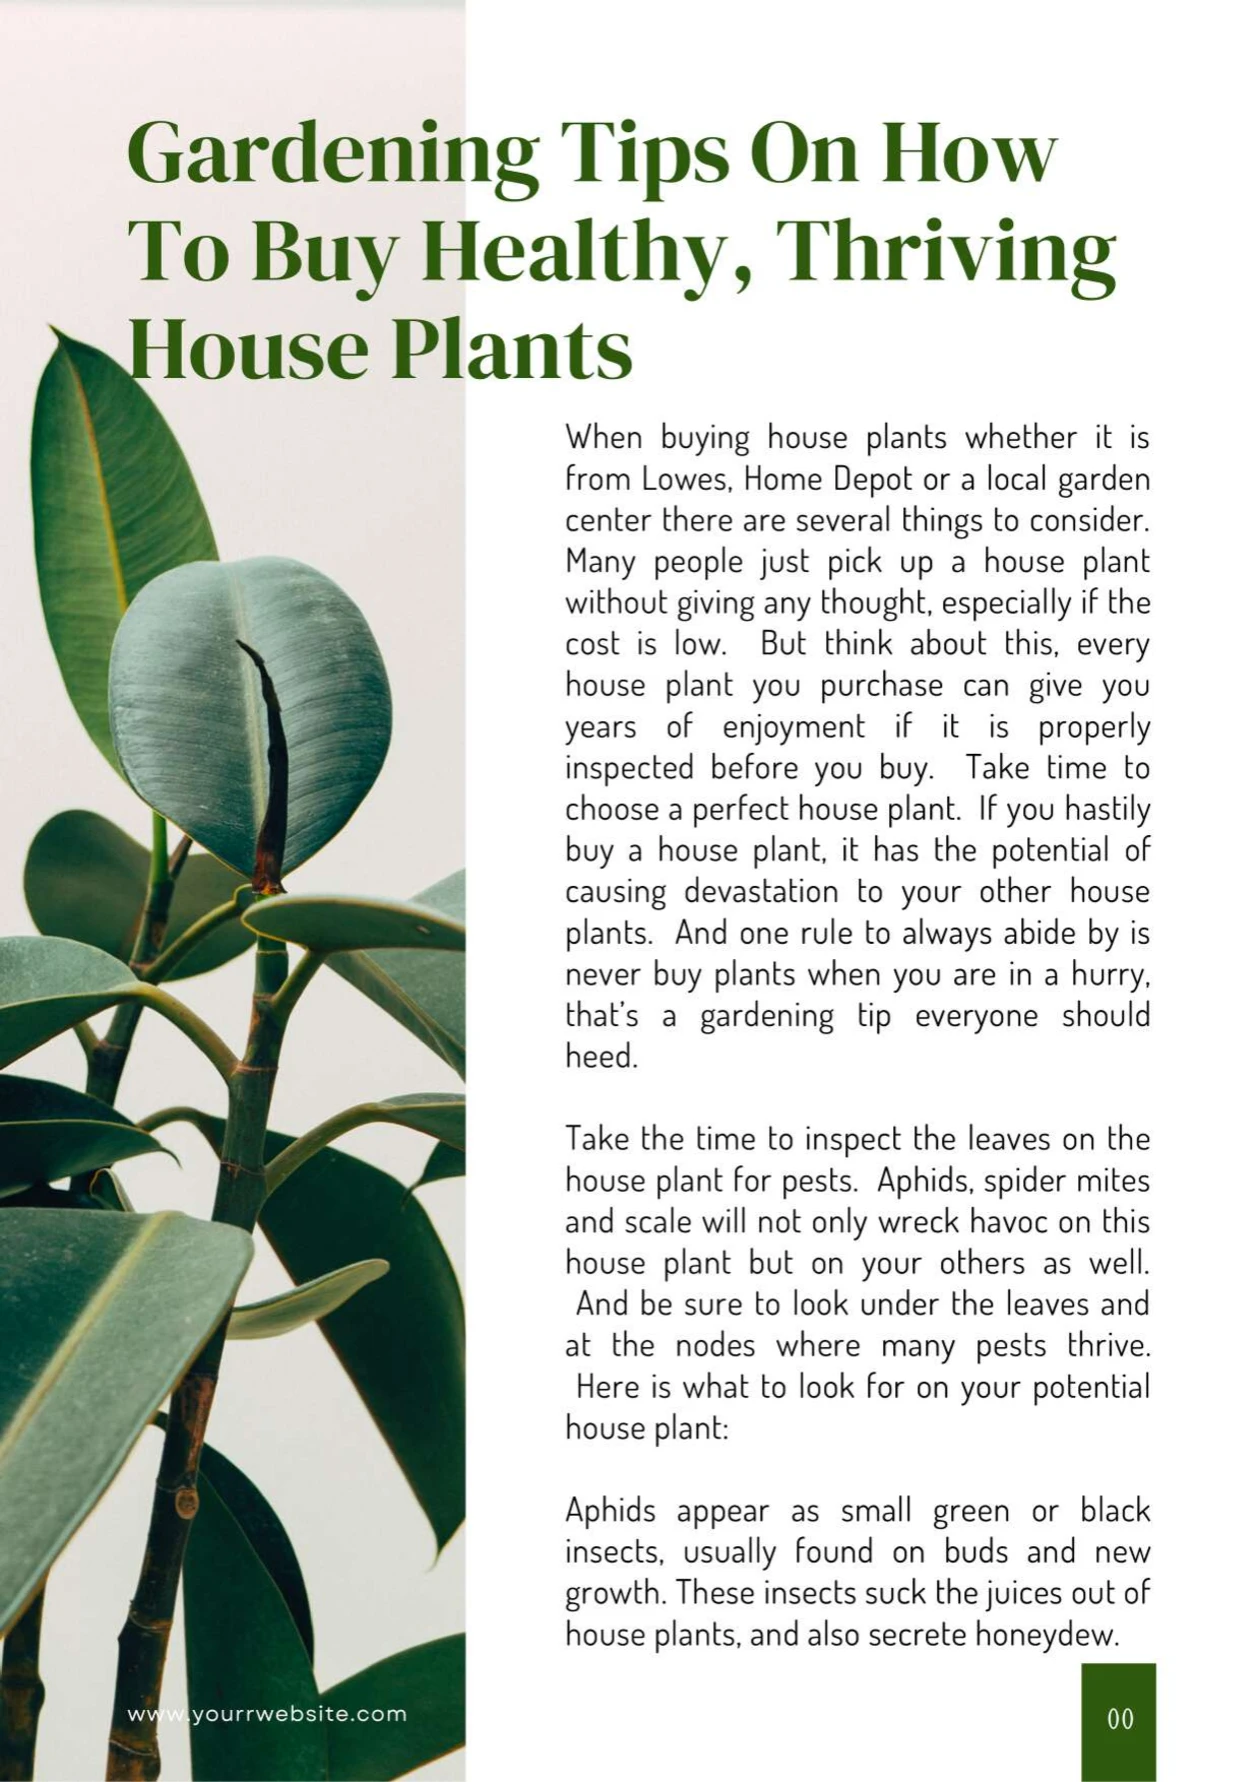 Gardening Tips On How
To Buy Healthy, Thriving
House Plants
When buying house plants whether it is
from Lowes, Home Depot or a local garden
center there are several things to consider.
Many people just pick up a house plant
without giving any thought, especially if the
cost is low. But think about this, every
house plant you purchase can give you
years of enjoyment if it is properly
inspected before you buy. Take time to
choose a perfect house plant. If you hastily
buy a house plant, it has the potential of
causing devastation to your other house
plants. And one rule to always abide by is
never buy plants when you are in a hurry,
that's a gardening tip everyone should
heed.
Take the time to inspect the leaves on the
house plant for pests. Aphids, spider mites
and scale will not only wreck havoc on this
house plant but on your others as well.
And be sure to look under the leaves and
at the nodes where many pests thrive.
Here is what to look for on your potential
house plant:
Aphids appear as small green or black
insects, usually found on buds and new
growth. These insects suck the juices out of
house plants, and also secrete honeydew.
www.yourrwebsite.com
00